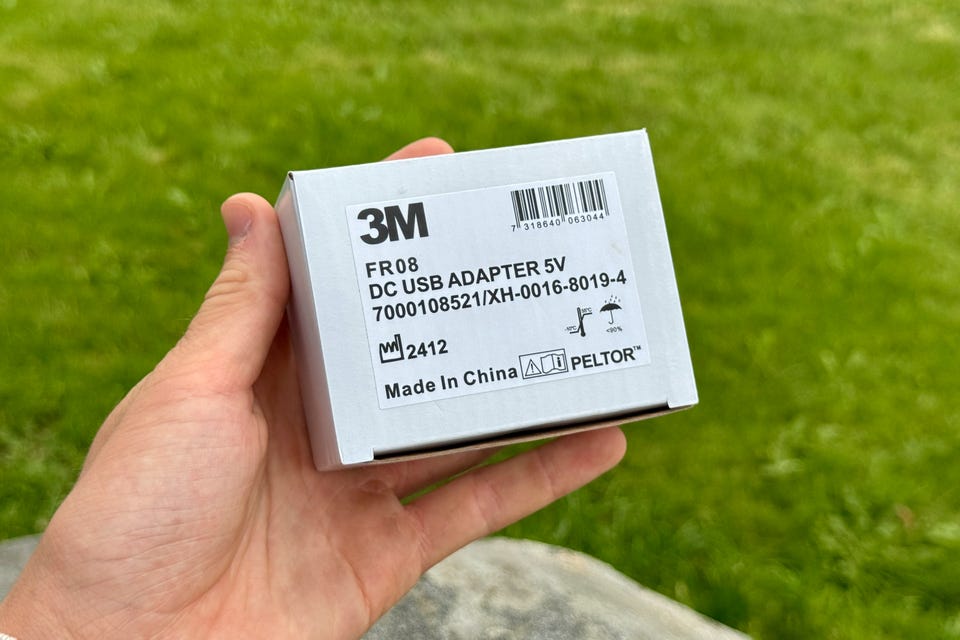 3M
7 318640 063044
FR08
DC USB ADAPTER 5V
7000108521/XH-0016-8019-4
2412
<90%
Made In China
PELTOR™